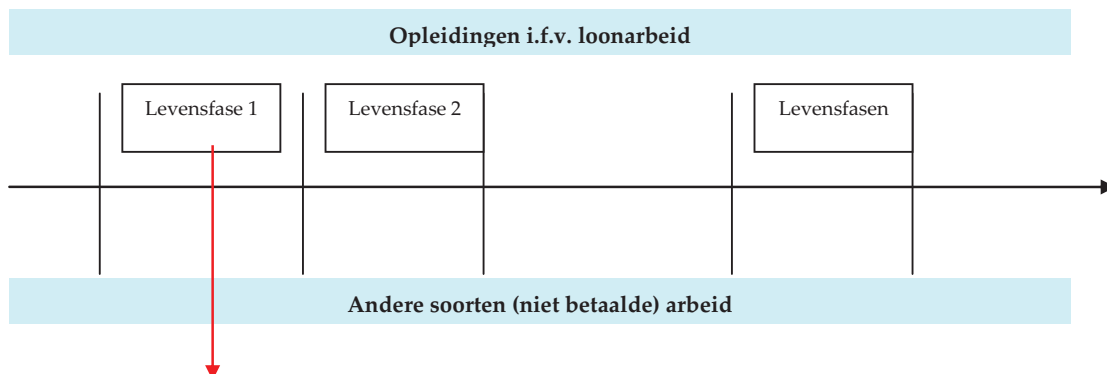 Opleidingen i.f.v. loonarbeid
Levensfase 1
Levensfase 2
Levensfasen
Andere soorten (niet betaalde) arbeid